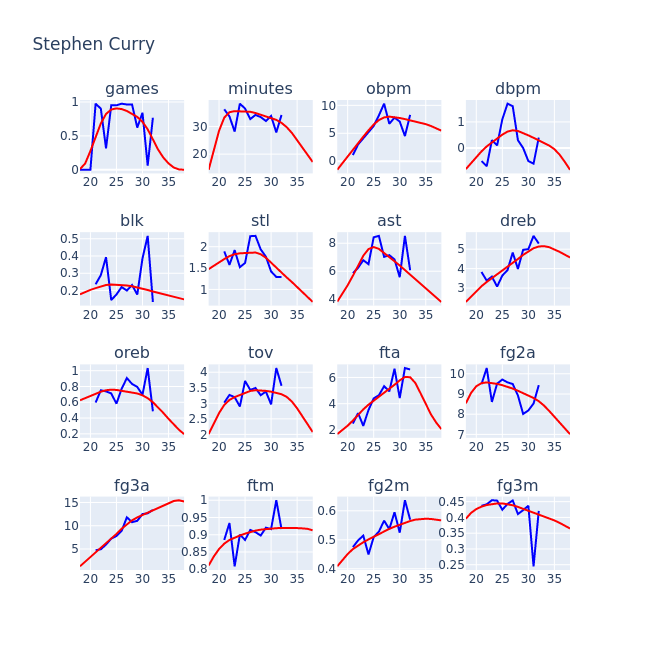 Stephen Curry
games minutes obpm dbpm
1 0.5 0 20 25 30 35
30 20 20 25 30 35
10 5 0 20 25 30 35
1 0 20 25 30 35
blk stl ast dreb
0.5 0.4 0.3 0.2 20 25 30 35
2 1.5 1 20 25 30 35
8 6 4 20 25 30 35
5 4 3 20 25 30 35
oreb tov fta fg2a
1 0.8 0.6 0.4 0.2 20 25 30 35
4 3.5 3 2.5 2 20 25 30 35
6 4 2 20 25 30 35
10 9 8 7 20 25 30 35
fg3a ftm fg2m fg3m
15 10 5 20 25 30 35
1 0.95 0.9 0.85 0.8 20 25 30 35
0.6 0.5 0.4 20 25 30 35
0.45 0.4 0.35 0.3 0.25 20 25 30 35